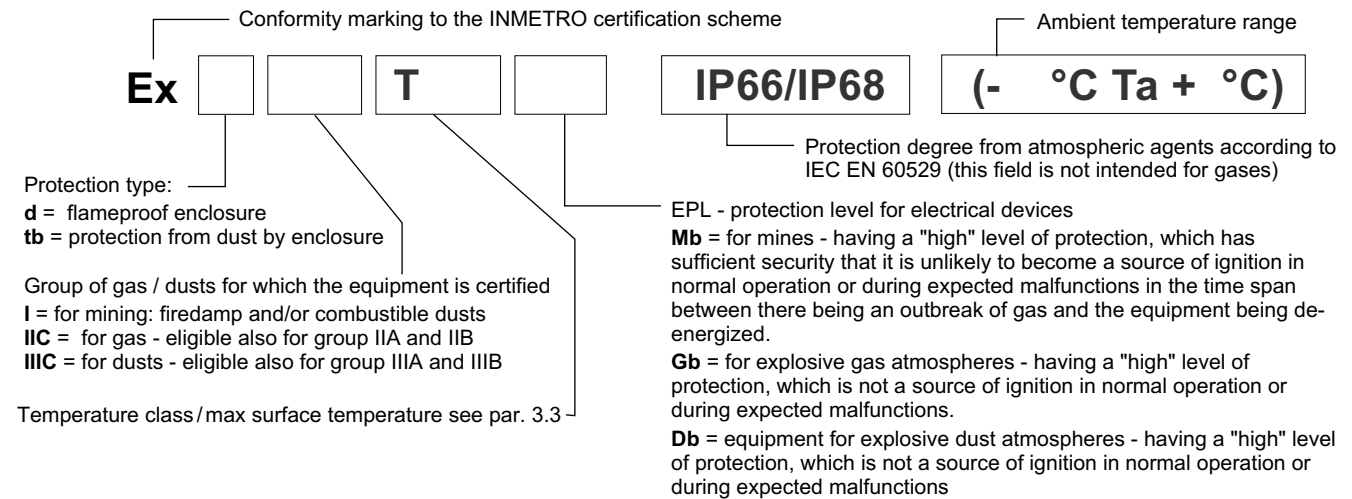 Conformity marking to the INMETRO certification scheme
Ambient temperature range
Ex T IP66/IP68 (- °C Ta + °C)
Protection degree from atmospheric agents according to
IEC EN 60529 (this field is not intended for gases)
Protection type:
d = flameproof enclosure
tb = protection from dust by enclosure
Group of gas / dusts for which the equipment is certified
I = for mining: firedamp and/or combustible dusts
IIC = for gas - eligible also for group IIA and IIB
IIIC = for dusts - eligible also for group IIIA and IIIB
Temperature class/max surface temperature see par. 3.3
EPL - protection level for electrical devices
Mb = for mines - having a "high" level of protection, which has
sufficient security that it is unlikely to become a source of ignition in
normal operation or during expected malfunctions in the time span
between there being an outbreak of gas and the equipment being de-
energized.
Gb = for explosive gas atmospheres - having a "high" level of
protection, which is not a source of ignition in normal operation or
during expected malfunctions.
Db = equipment for explosive dust atmospheres - having a "high" level
of protection, which is not a source of ignition in normal operation or
during expected malfunctions